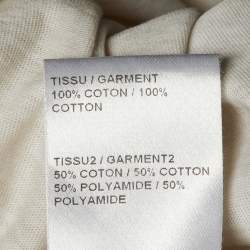 TISSU / GARMENT
100% COTON / 100%
COTTON
TISSU2 / GARMENT2
50% COTON / 50% COTTON
50% POLYAMIDE / 50%
POLYAMIDE